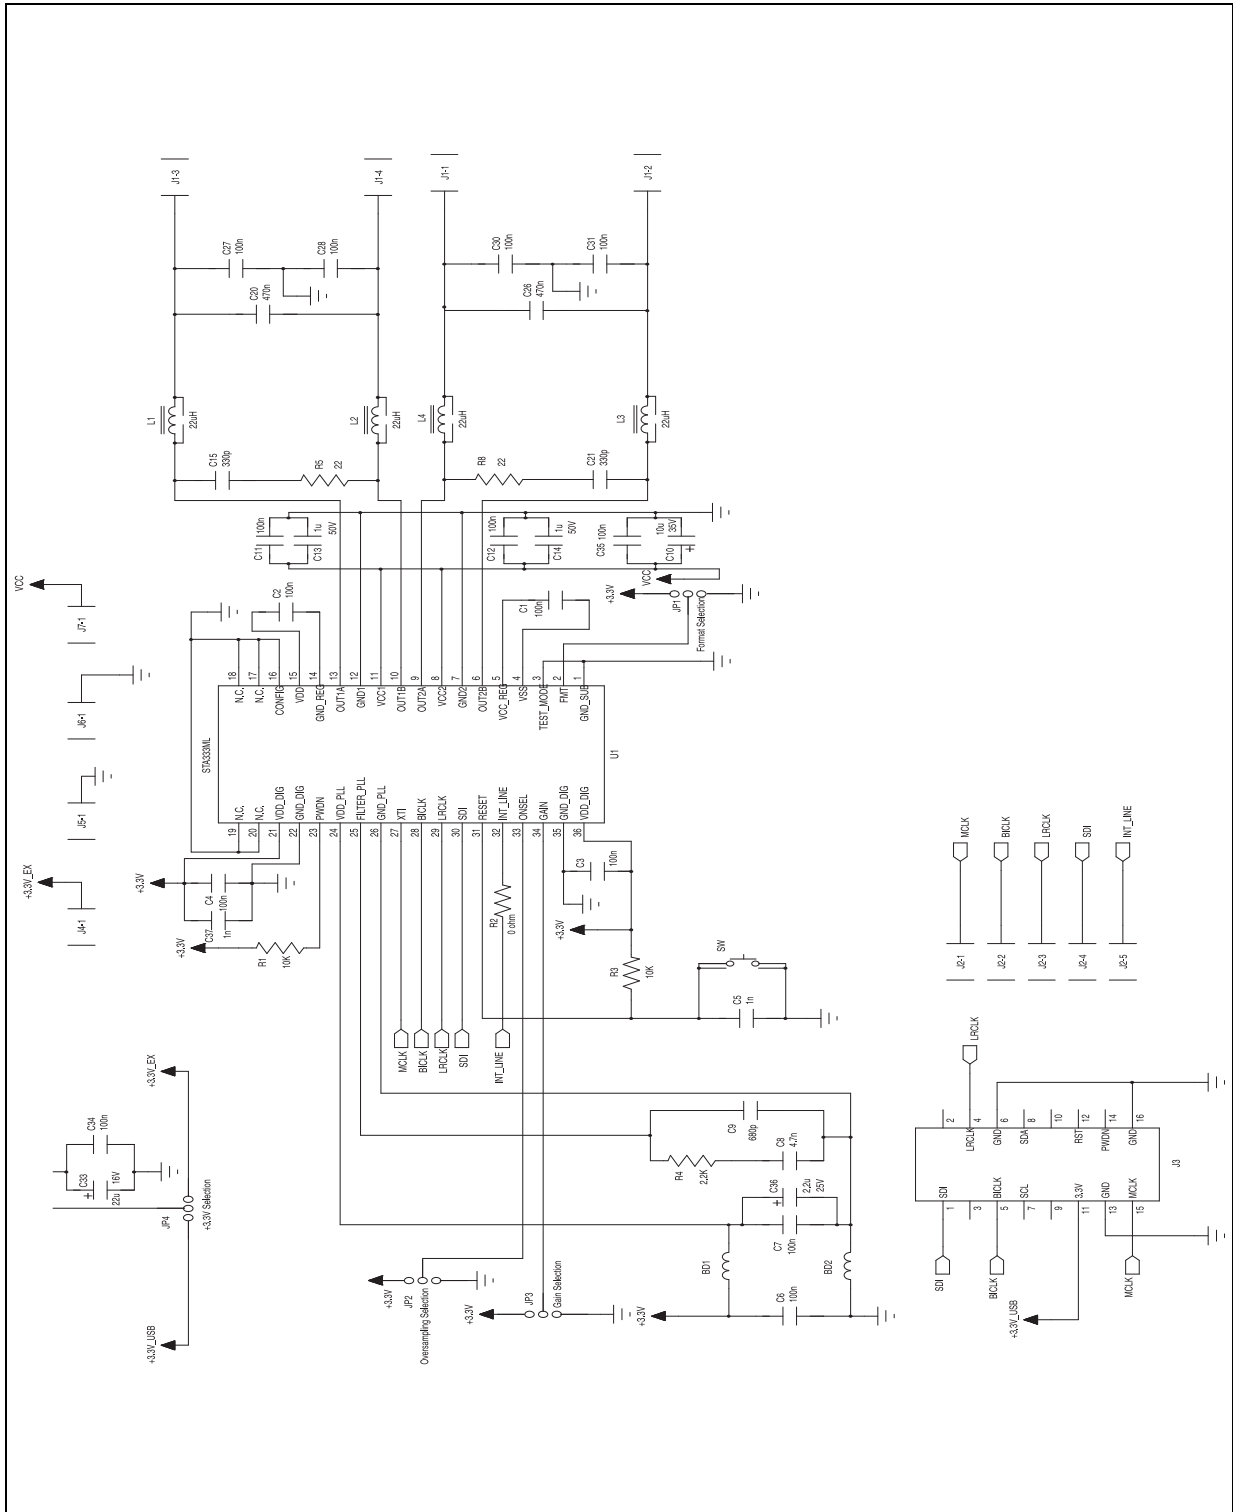 J1-3
J1-4
J1-1
J1-2
C27
100n
C28
100n
C30
100n
C31
100n
C20
470n
C26
470n
L1
22uH
L2
22uH
L4
22uH
L3
22uH
C15
330p
R5
22
R8
22
C21
330p
C11
100n
C13
1u
50V
C12
100n
C14
1u
50V
C35
100n
C10
10u
35V
VCC
VCC
J7-1
J6-1
J5-1
+3.3V_EX
J4-1
C2
100n
C1
100n
+3.3V
JP1
Format Selection
18
17
16
15
14
13
12
11
10
9
8
7
6
5
4
3
2
1
N.C.
N.C.
CONFIG
VDD
GND_REG
OUT1A
GND1
VCC1
OUT1B
OUT2A
VCC2
GND2
OUT2B
VCC_REG
VSS
TEST_MODE
FMT
GND_SUB
STA333ML
U1
N.C.
N.C.
VDD_DIG
GND_DIG
PWDN
VDD_PLL
FILTER_PLL
GND_PLL
XTI
BICLK
LRCLK
SDI
RESET
INT_LINE
ONSEL
GAIN
GND_DIG
VDD_DIG
19
20
21
22
23
24
25
26
27
28
29
30
31
32
33
34
35
36
+3.3V
C4
100n
C37
1n
+3.3V
R1
10K
R2
0 ohm
C3
100n
+3.3V
R3
10K
SW
C5
1n
MCLK
BICLK
LRCLK
SDI
INT_LINE
C9
680p
R4
2.2K
C8
4.7n
C36
2.2u
25V
C7
100n
BD1
BD2
+3.3V
C6
100n
+3.3V
JP2
Oversampling Selection
+3.3V
JP3
Gain Selection
C34
100n
C33
22u
16V
+3.3V_EX
JP4
+3.3V Selection
+3.3V_USB
MCLK
BICLK
LRCLK
SDI
INT_LINE
J2-1
J2-2
J2-3
J2-4
J2-5
LRCLK
2
4
6
8
10
12
14
16
LRCLK
GND
SDA
RST
PWDN
GND
J3
SDI
BICLK
SCL
3.3V
GND
MCLK
1
3
5
7
9
11
13
15
SDI
BICLK
+3.3V_USB
MCLK